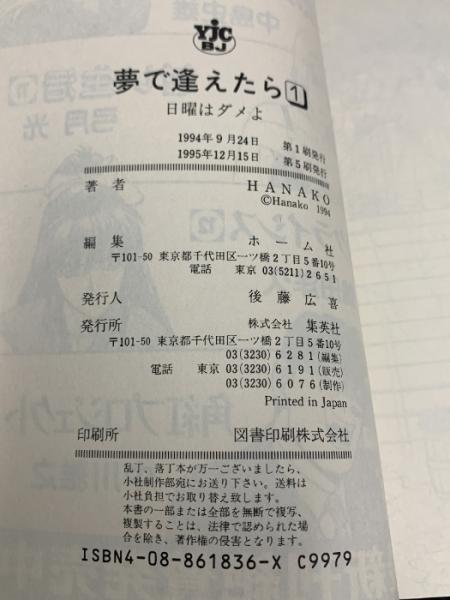 YJC
BJ
夢で逢えたら 1
日曜はダメよ
1994年9月24日 第1刷発行
1995年12月15日 第5刷発行
著者 HANAKO
©Hanako 1994
編集 ホーム社
〒101-50 東京都千代田区一ツ橋2丁目5番10号
電話 東京 03(5211)2651
発行人 後藤広喜
発行所 株式会社 集英社
〒101-50 東京都千代田区一ツ橋2丁目5番10号
03(3230)6281(編集)
電話 東京 03(3230)6191(販売)
03(3230)6076(制作)
Printed in Japan
印刷所 図書印刷株式会社
乱丁、落丁本が万一ございましたら、
小社制作部宛にお送り下さい。送料は
小社負担でお取り替え致します。
本書の一部または全部を無断で複写、
複製することは、法律で認められた場
合を除き、著作権の侵害となります。
ISBN4-08-861836-X C9979